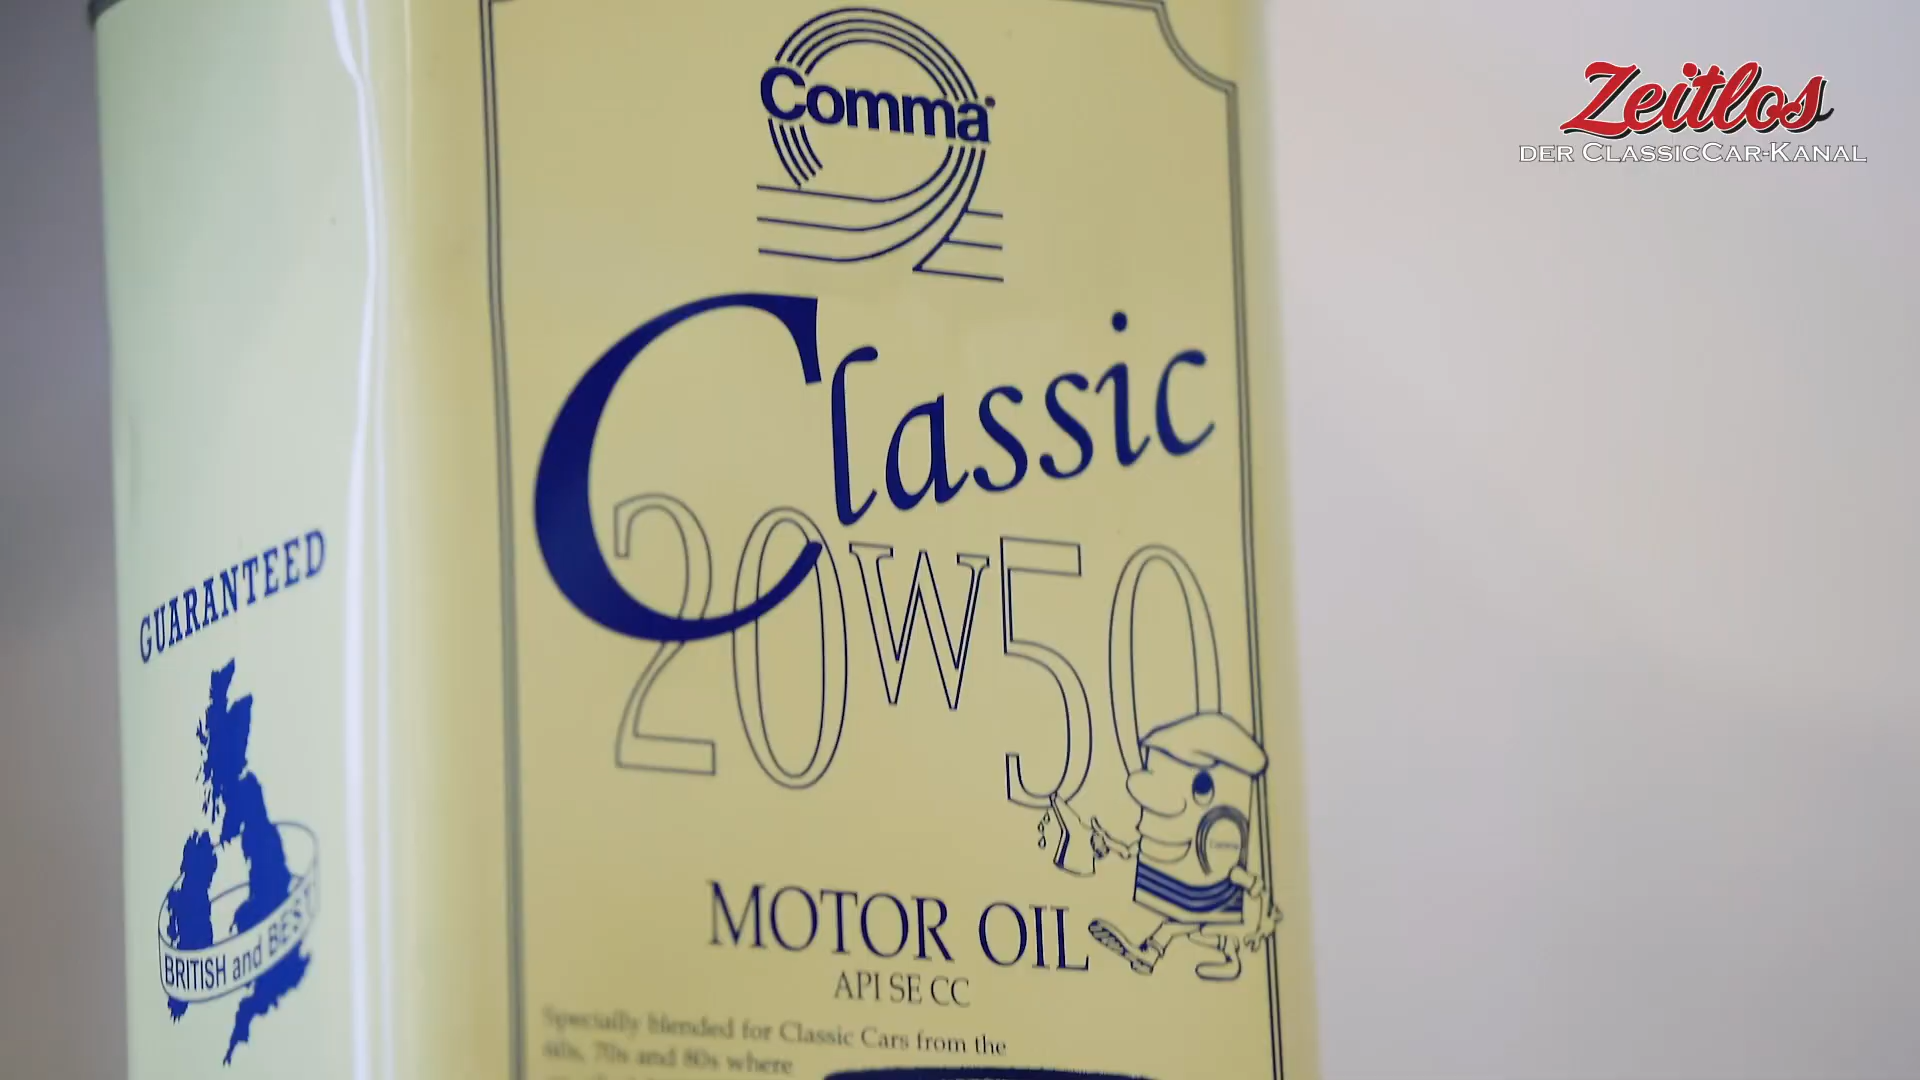 Zeitlos
DER CLASSICCAR-KANAL
Comma
Classic
20W50
MOTOR OIL
API SE CC
Specially blended for Classic Cars from the
60s, 70s and 80s where
GUARANTEED
BRITISH and BEST